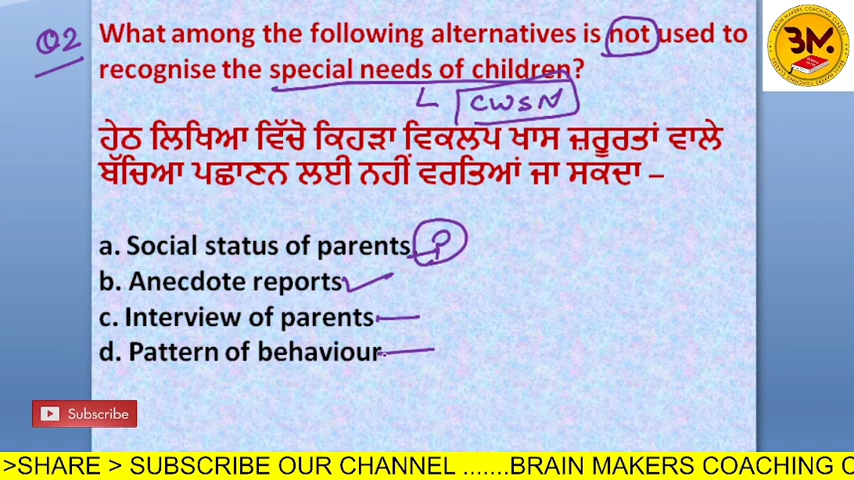 Q2 What among the following alternatives is not used to
recognise the special needs of children?
CWSN
ਹੇਠ ਲਿਖਿਆ ਵਿੱਚੋ ਕਿਹੜਾ ਵਿਕਲਪ ਖਾਸ ਜ਼ਰੂਰਤਾਂ ਵਾਲੇ
ਬੱਚਿਆ ਪਛਾਣਨ ਲਈ ਨਹੀਂ ਵਰਤਿਆਂ ਜਾ ਸਕਦਾ –
a. Social status of parents
b. Anecdote reports
c. Interview of parents
d. Pattern of behaviour
BM
Subscribe
>SHARE > SUBSCRIBE OUR CHANNEL .......BRAIN MAKERS COACHING C